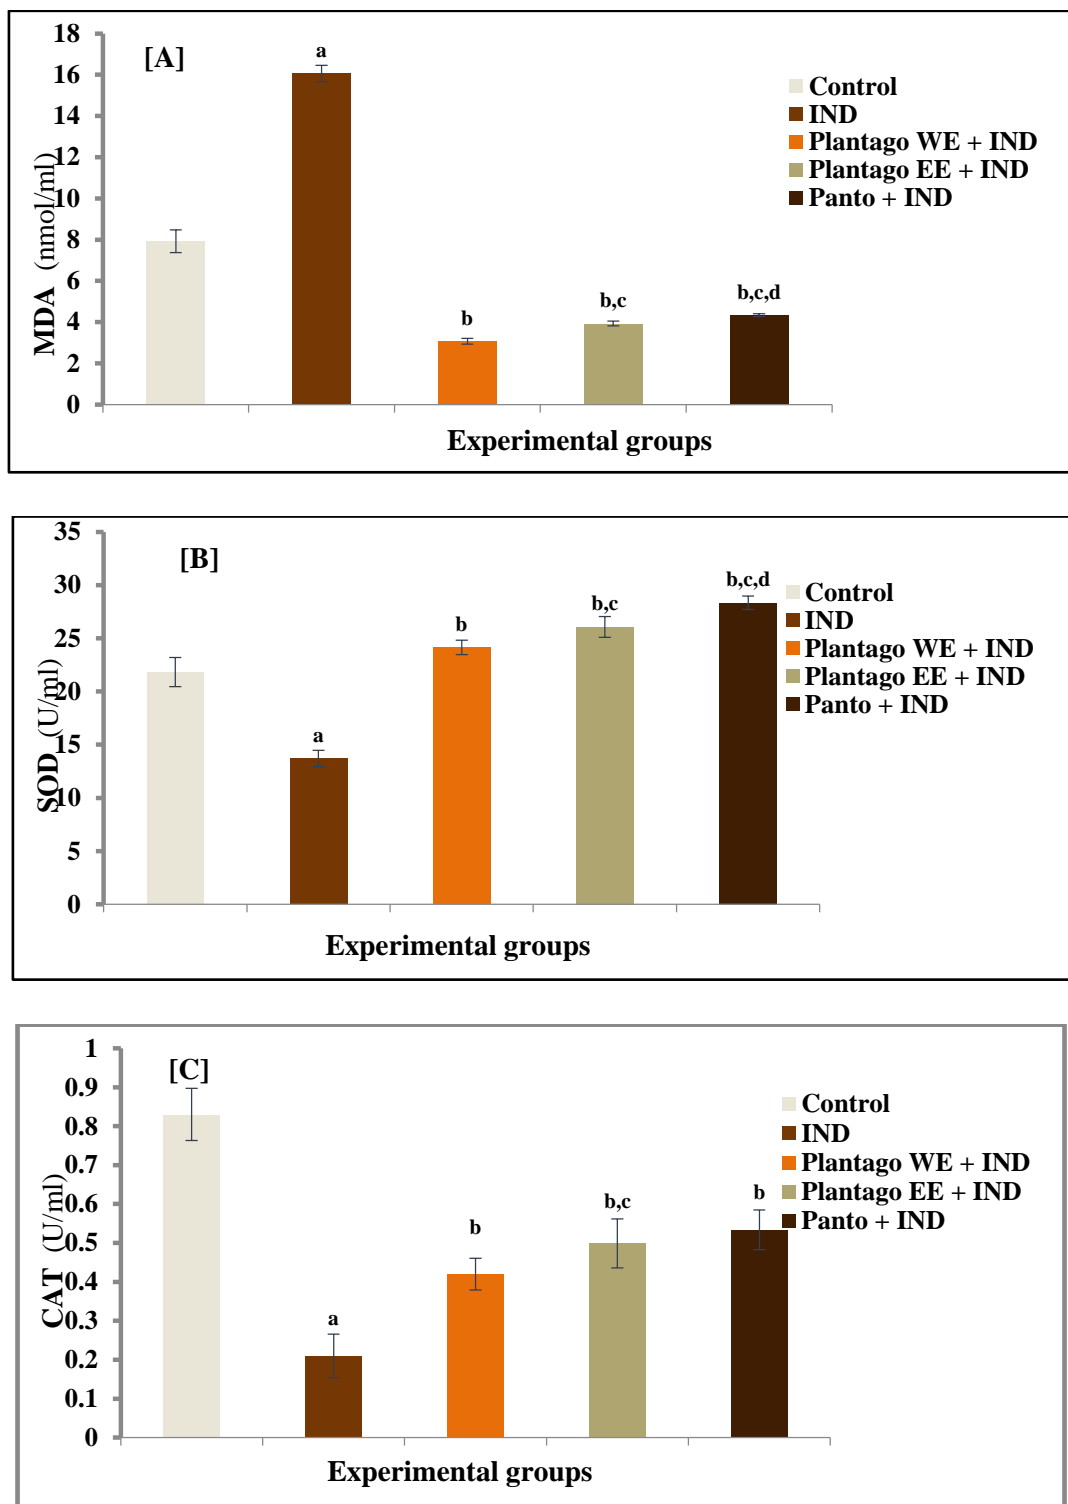 18
16
14
12
10
8
6
4
2
0
MDA (nmol/ml)
[A]
a
b
b,c
b,c,d
Control
IND
Plantago WE + IND
Plantago EE + IND
Panto + IND
Experimental groups
35
30
25
20
15
10
5
0
SOD (U/ml)
[B]
a
b
b,c
b,c,d
Control
IND
Plantago WE + IND
Plantago EE + IND
Panto + IND
Experimental groups
1
0.9
0.8
0.7
0.6
0.5
0.4
0.3
0.2
0.1
0
CAT (U/ml)
[C]
a
b
b,c
b
Control
IND
Plantago WE + IND
Plantago EE + IND
Panto + IND
Experimental groups